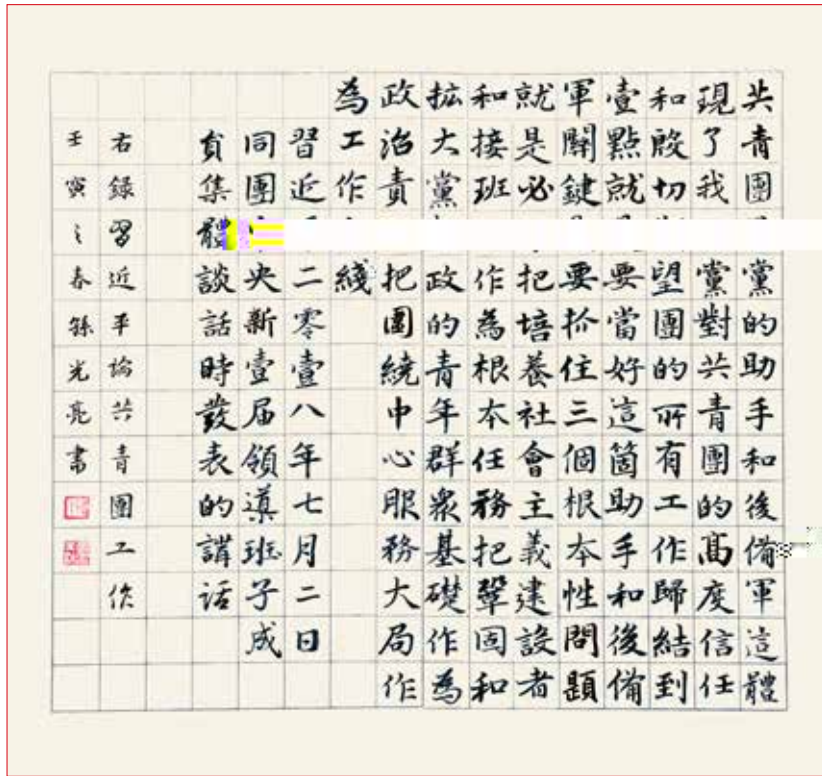 共青團黨的助手和後備軍這體
現了我黨對共青團的高度信任
和殷切望團的所有工作歸結到
壹點就要當好這箇助手和後備
軍關鍵要抓住三個根本性問題
就是必把培養社會主義建設者
和接班作為根本任務把鞏固和
拡大黨政的青年群衆基礎作為
政治責把圍繞中心服務大局作
為工作綫
習近二零壹八年七月二日
同團央新壹屆領導班子成
員集體談話時發表的講話
右録習近平論共青團工作
壬寅之春孫光亮書